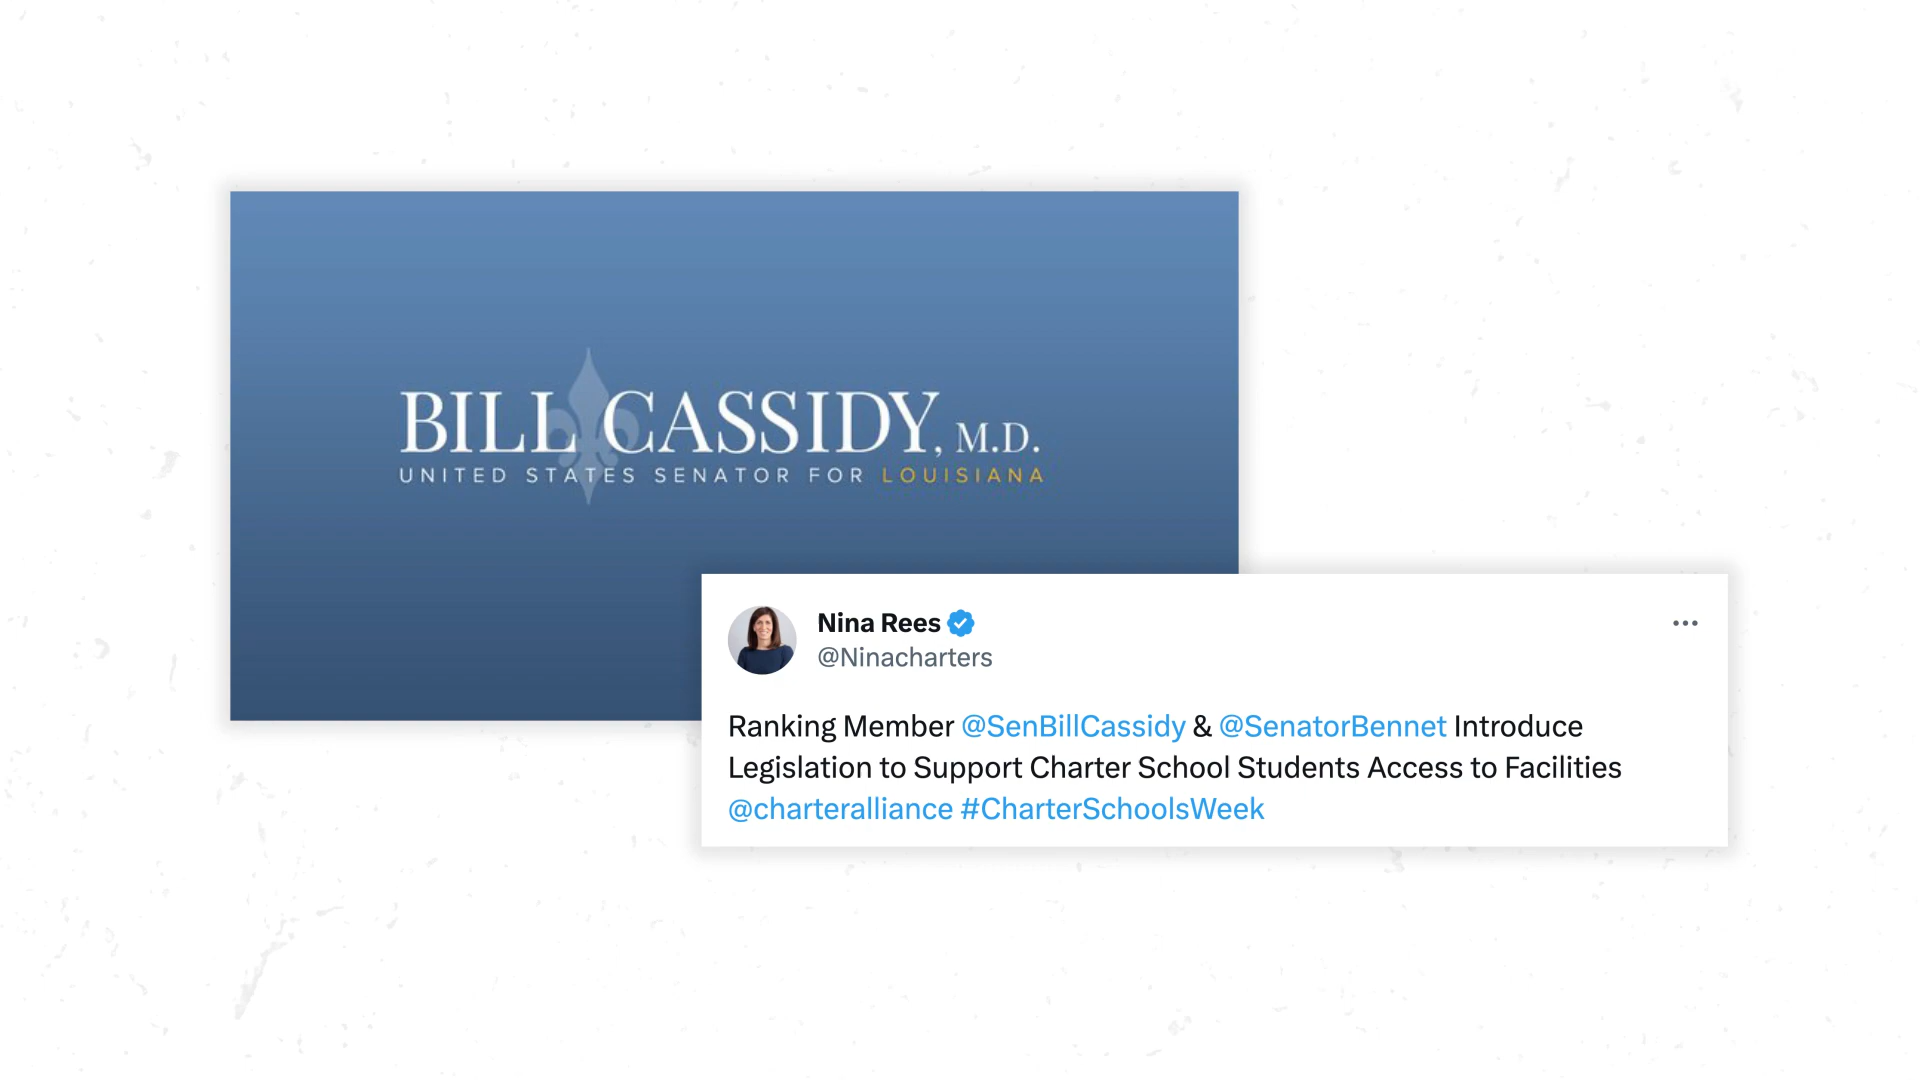 BILL CASSIDY, M.D.
UNITED STATES SENATOR FOR LOUISIANA
Nina Rees
@Ninacharters
Ranking Member @SenBillCassidy & @SenatorBennet Introduce
Legislation to Support Charter School Students Access to Facilities
@charteralliance #CharterSchoolsWeek